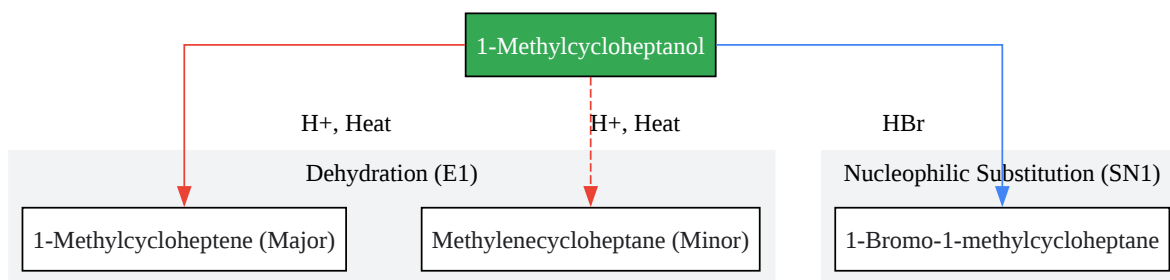 1-Methylcycloheptanol
H+, Heat
H+, Heat
HBr
Dehydration (E1)
Nucleophilic Substitution (SN1)
1-Methylcycloheptene (Major)
Methylenecycloheptane (Minor)
1-Bromo-1-methylcycloheptane